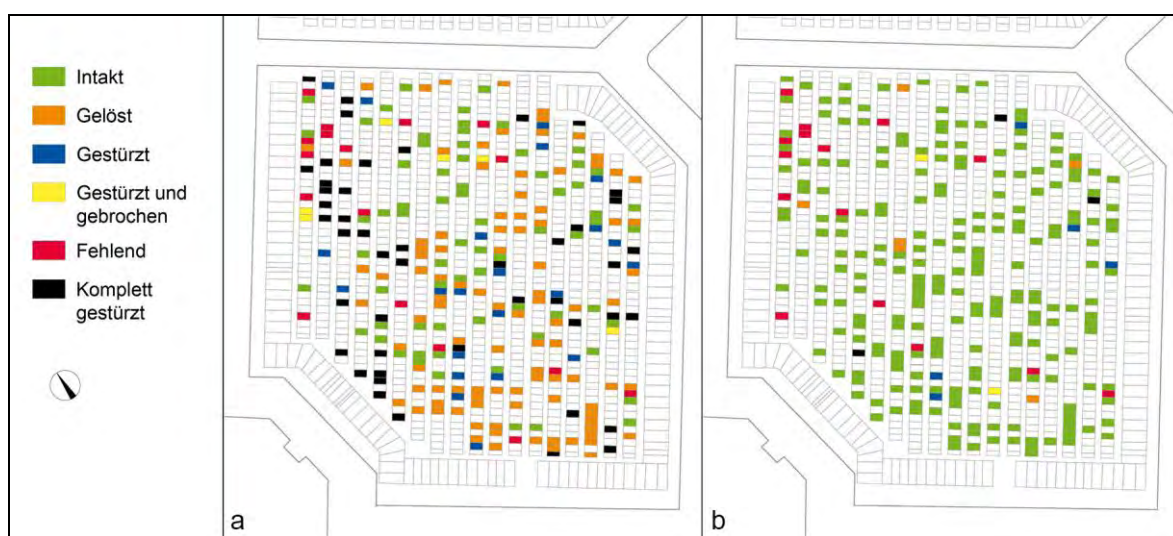 Intakt
Gelöst
Gestürzt
Gestürzt und
gebrochen
Fehlend
Komplett
gestürzt
a
b